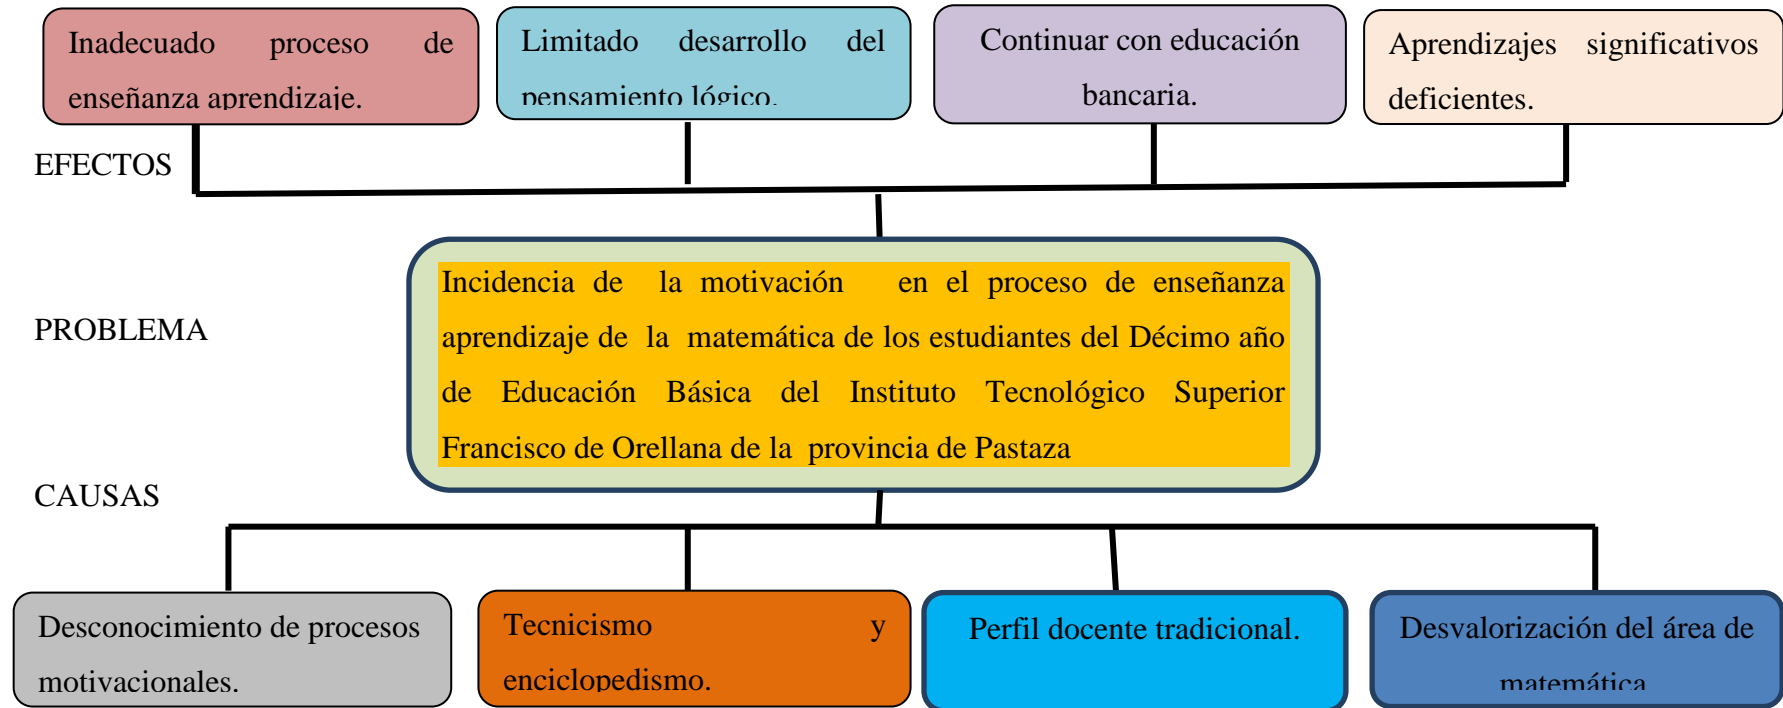 Inadecuado proceso de
enseñanza aprendizaje.
Limitado desarrollo del
pensamiento lógico.
Continuar con educación
bancaria.
Aprendizajes significativos
deficientes.
EFECTOS
Incidencia de la motivación en el proceso de enseñanza
aprendizaje de la matemática de los estudiantes del Décimo año
de Educación Básica del Instituto Tecnológico Superior
Francisco de Orellana de la provincia de Pastaza
PROBLEMA
CAUSAS
Desconocimiento de procesos
motivacionales.
Tecnicismo y
enciclopedismo.
Perfil docente tradicional.
Desvalorización del área de
matemática